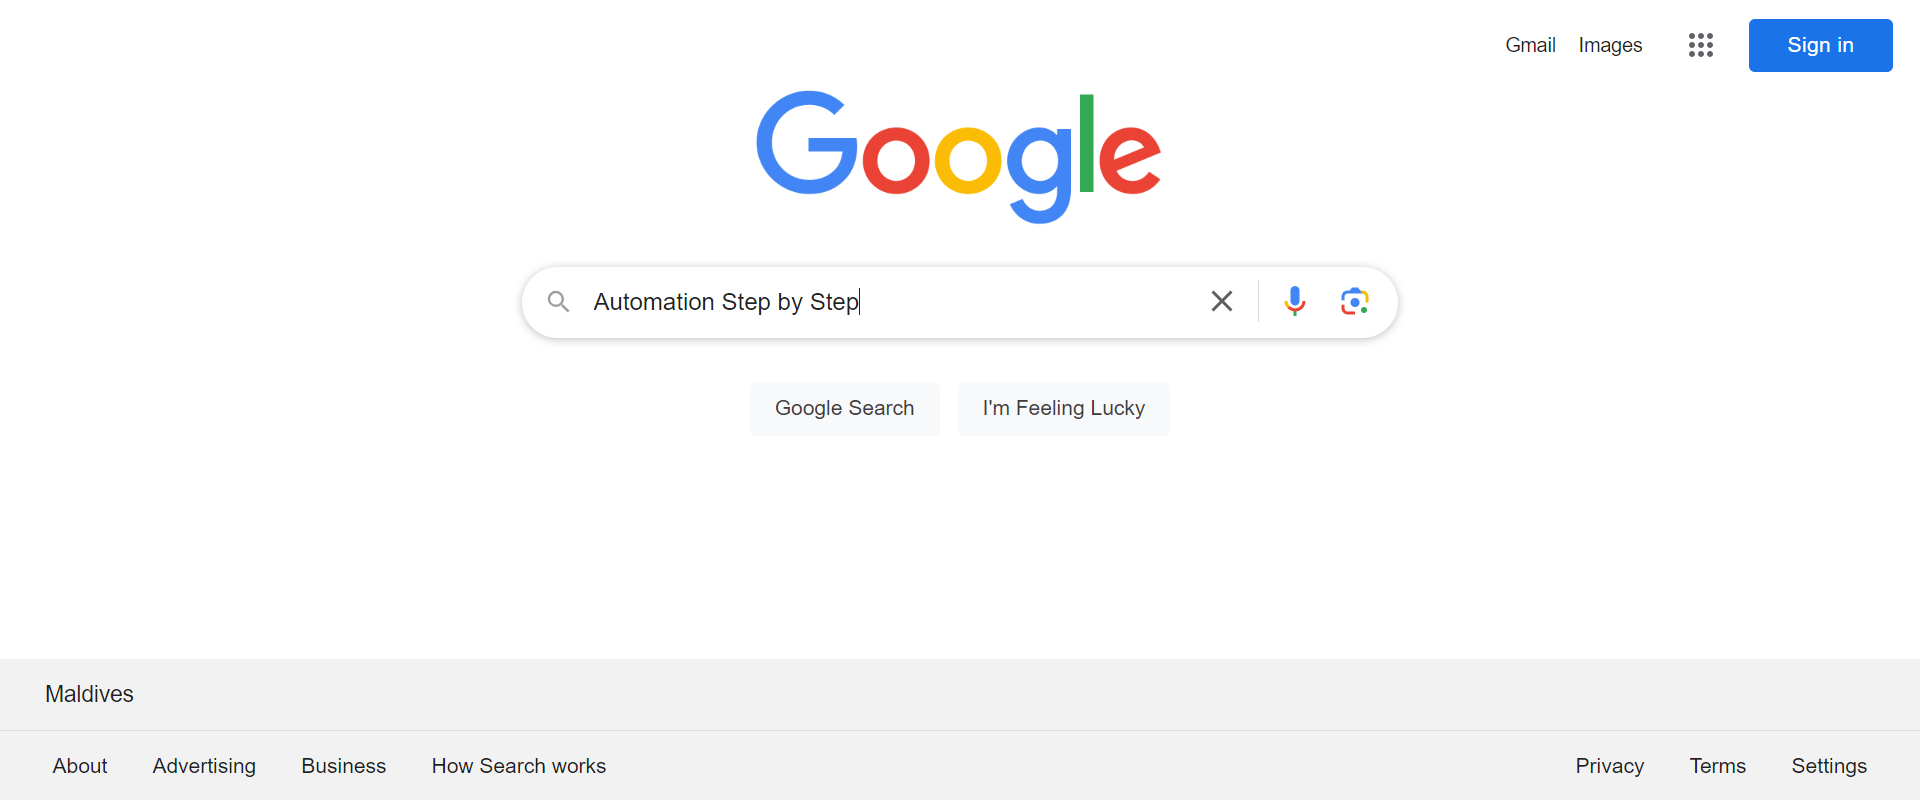 Gmail Images Sign in
Google
Automation Step by Step
Google Search I'm Feeling Lucky
Maldives
About Advertising Business How Search works Privacy Terms Settings